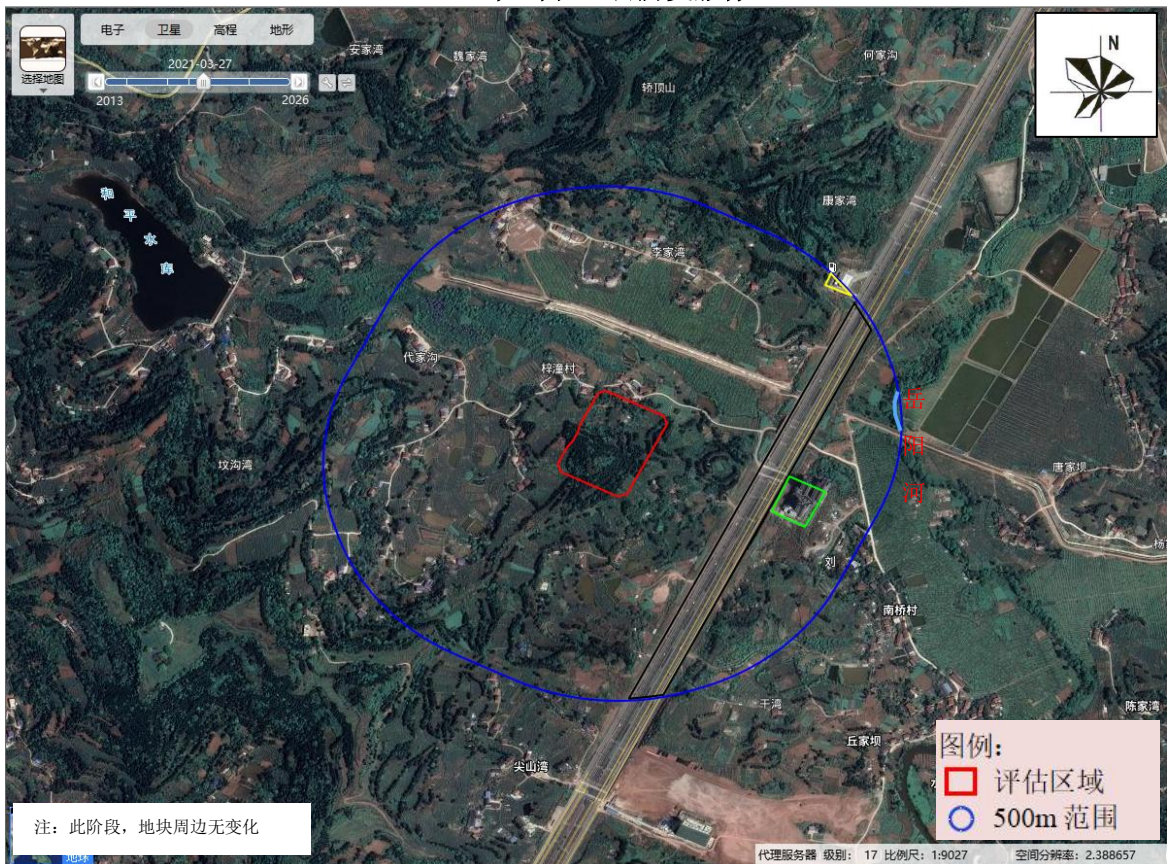 电子 卫星 高程 地形
选择地图
2021-03-27
2013 2026
安家湾
魏家湾
何家沟
轿顶山
N
和平水库
康家湾
李家湾
代家沟
梓潼村
岳阳河
坟沟湾
唐家坝
杨
刘
南桥村
干湾
陈家湾
丘家坝
尖山湾
图例:
评估区域
500m 范围
注：此阶段，地块周边无变化
地球
代理服务器 级别： 17 比例尺：1:9027 空间分辨率：2.388657